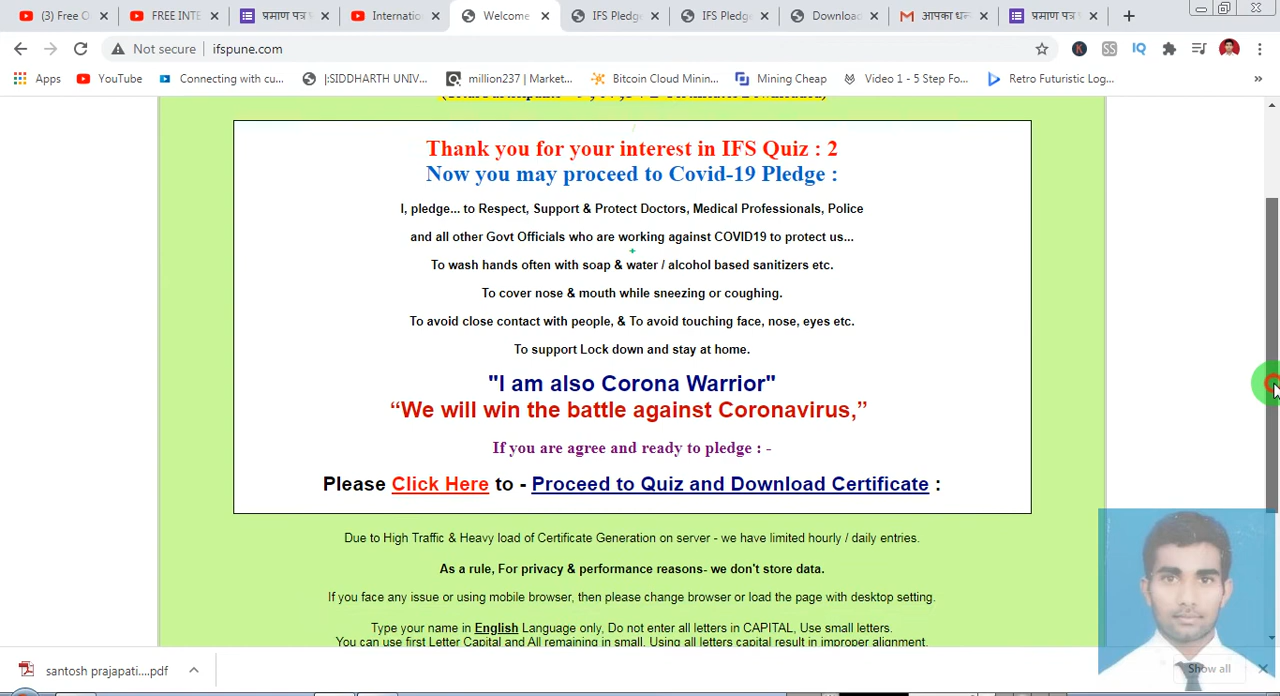 (3) Free O
FREE INTE
प्रमाण पत्र
Internatio
Welcome
IFS Pledg
IFS Pledg
Download
आपका धन्य
प्रमाण पत्र
Not secure
ifspune.com
Apps
YouTube
Connecting with cu...
|:SIDDHARTH UNIV...
million237 | Market...
Bitcoin Cloud Minin...
Mining Cheap
Video 1 - 5 Step Fo...
Retro Futuristic Log...
Thank you for your interest in IFS Quiz : 2
Now you may proceed to Covid-19 Pledge :
I, pledge... to Respect, Support & Protect Doctors, Medical Professionals, Police
and all other Govt Officials who are working against COVID19 to protect us...
To wash hands often with soap & water / alcohol based sanitizers etc.
To cover nose & mouth while sneezing or coughing.
To avoid close contact with people, & To avoid touching face, nose, eyes etc.
To support Lock down and stay at home.
"I am also Corona Warrior"
“We will win the battle against Coronavirus,”
If you are agree and ready to pledge : -
Please Click Here to - Proceed to Quiz and Download Certificate :
Due to High Traffic & Heavy load of Certificate Generation on server - we have limited hourly / daily entries.
As a rule, For privacy & performance reasons- we don't store data.
If you face any issue or using mobile browser, then please change browser or load the page with desktop setting.
Type your name in English Language only, Do not enter all letters in CAPITAL, Use small letters.
You can use first Letter Capital and All remaining in small. Using all letters capital result in improper alignment.
santosh prajapati....pdf
Show all